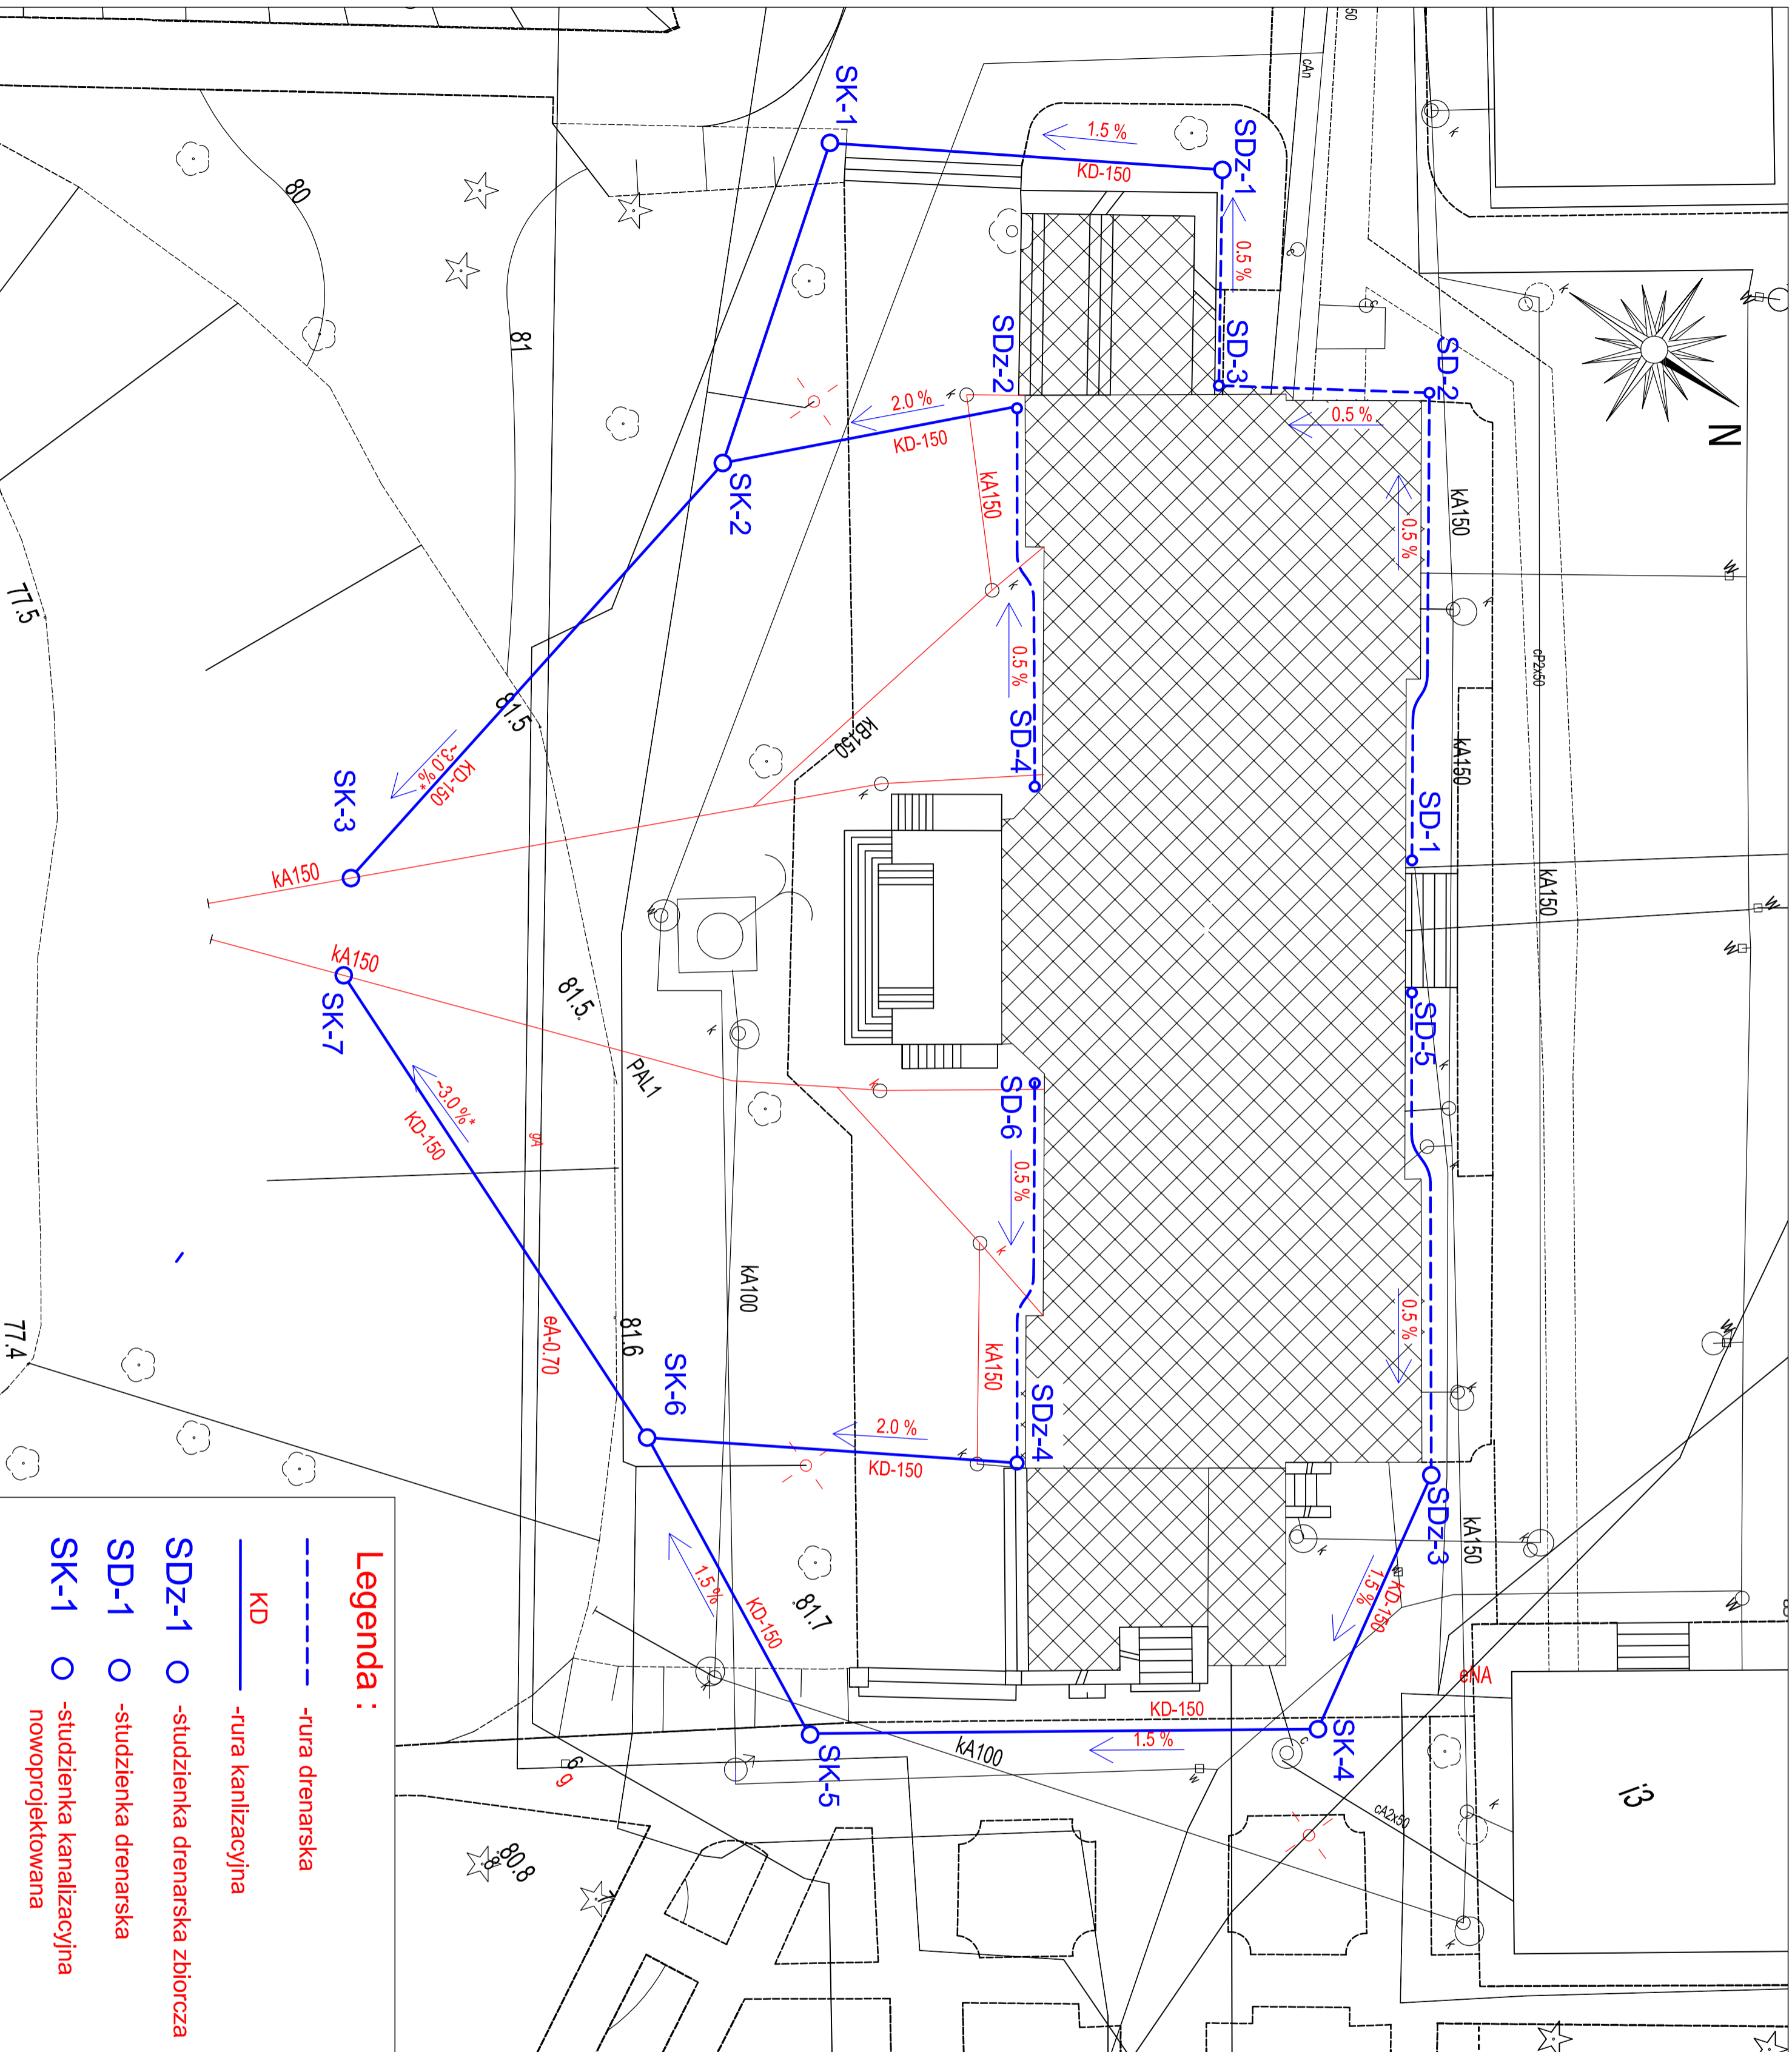 50
cAn
SK-1
1.5 %
KD-150
SDz-1
0.5 %
SD-3
SD-2
0.5 %
N
80
81
SDz-2
2.0 %
KD-150
SK-2
kA150
0.5 %
kA150
cP2x50
77.5
81.5
~3.0 %*
KD-150
SK-3
kB150
0.5 %
SD-4
kA150
SD-1
kA150
kA150
kA150
SK-7
81.5.
PAL1
SD-5
SD-6
0.5 %
~3.0 %*
KD-150
gA
kA100
0.5 %
77.4
eA-0.70
81.6
SK-6
kA150
SDz-4
2.0 %
KD-150
SDz-3
kA150
KD-150
1.5 %
1.5 %
KD-150
81.7
KD-150
1.5 %
SK-4
SK-5
kA100
eNA
i3
cA2x50
g
80.8
Legenda :
-rura drenarska
KD
-rura kanlizacyjna
SDz-1
-studzienka drenarska zbiorcza
SD-1
-studzienka drenarska
SK-1
-studzienka kanalizacyjna
nowoprojektowana